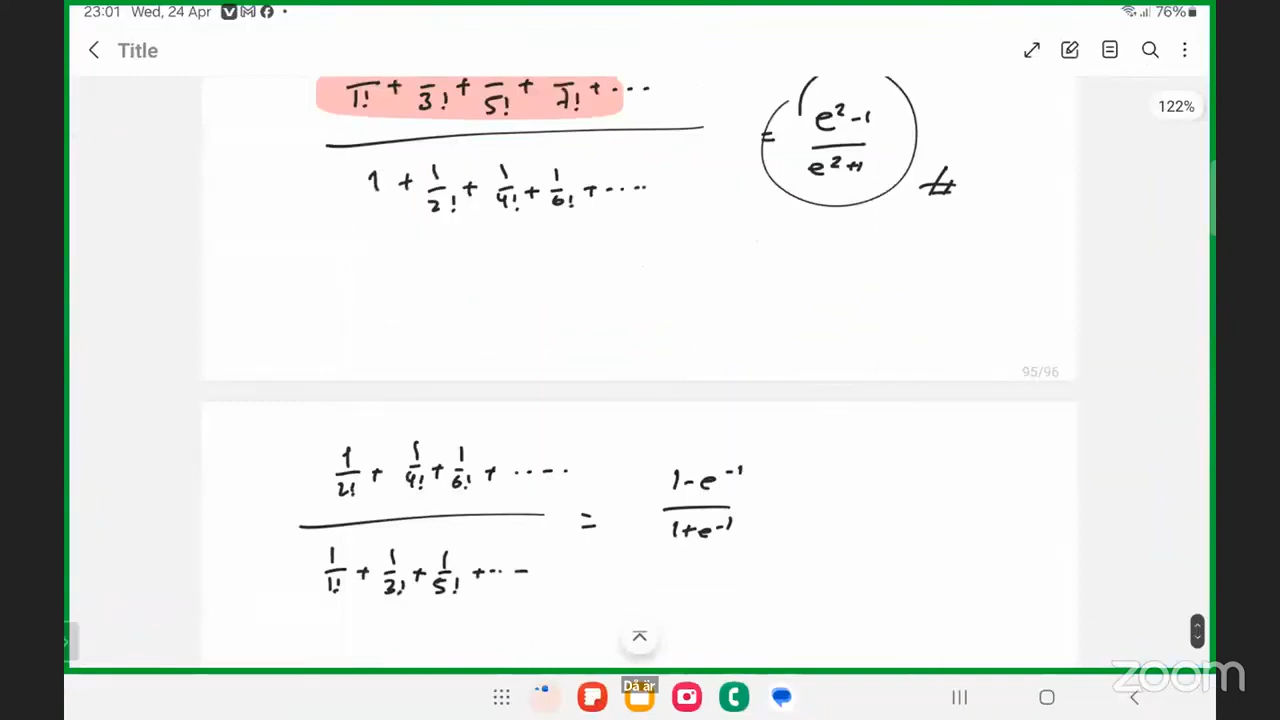 23:01 Wed, 24 Apr 76%
Title
122%
1/1! + 1/3! + 1/5! + 1/7! + ...
1 + 1/2! + 1/4! + 1/6! + .... = (e²-1)/(e²+1) #
95/96
1/2! + 1/4! + 1/6! + .....
1/1! + 1/3! + 1/5! + ... = (1-e⁻¹)/(1+e⁻¹)
Då är
zoom